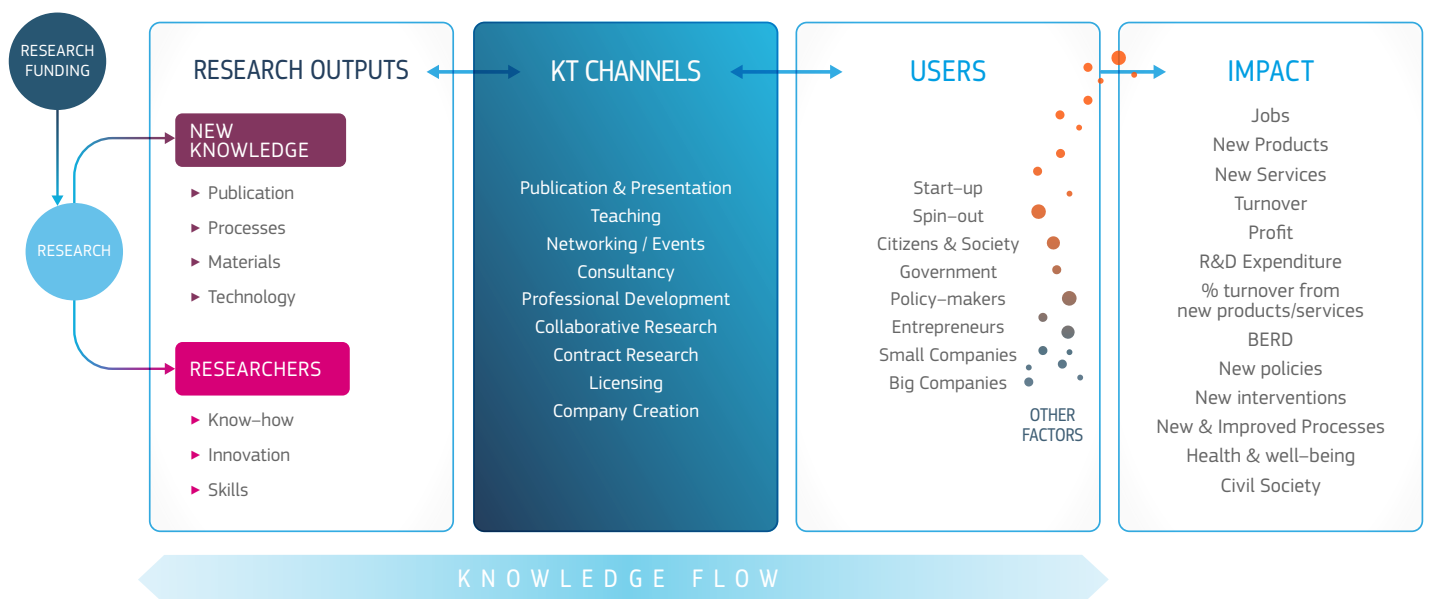 RESEARCH
FUNDING
RESEARCH
RESEARCH OUTPUTS
NEW
KNOWLEDGE
Publication
Processes
Materials
Technology
RESEARCHERS
Know–how
Innovation
Skills
KT CHANNELS
Publication & Presentation
Teaching
Networking / Events
Consultancy
Professional Development
Collaborative Research
Contract Research
Licensing
Company Creation
USERS
Start–up
Spin–out
Citizens & Society
Government
Policy–makers
Entrepreneurs
Small Companies
Big Companies
OTHER
FACTORS
IMPACT
Jobs
New Products
New Services
Turnover
Profit
R&D Expenditure
% turnover from
new products/services
BERD
New policies
New interventions
New & Improved Processes
Health & well–being
Civil Society
KNOWLEDGE FLOW